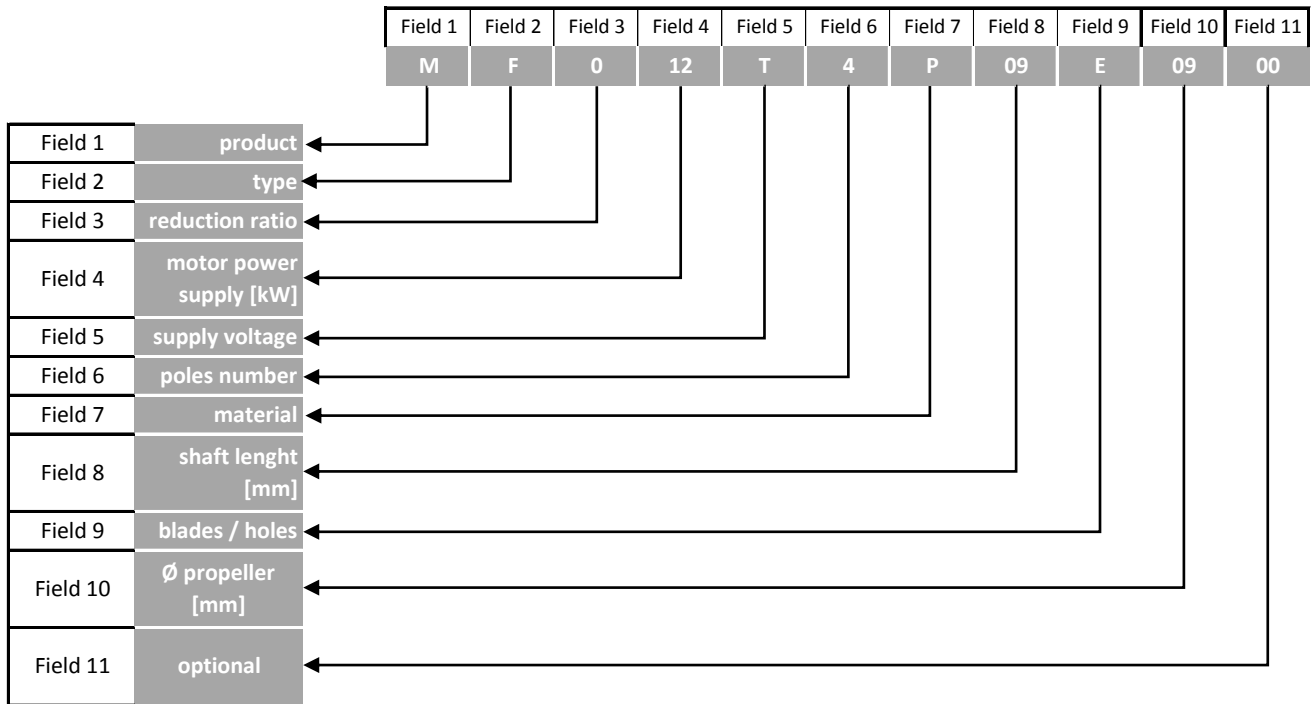 Field 1 Field 2 Field 3 Field 4 Field 5 Field 6 Field 7 Field 8 Field 9 Field 10 Field 11
M F 0 12 T 4 P 09 E 09 00
Field 1 product
Field 2 type
Field 3 reduction ratio
Field 4 motor power
supply [kW]
Field 5 supply voltage
Field 6 poles number
Field 7 material
Field 8 shaft lenght
[mm]
Field 9 blades / holes
Field 10 Ø propeller
[mm]
Field 11 optional